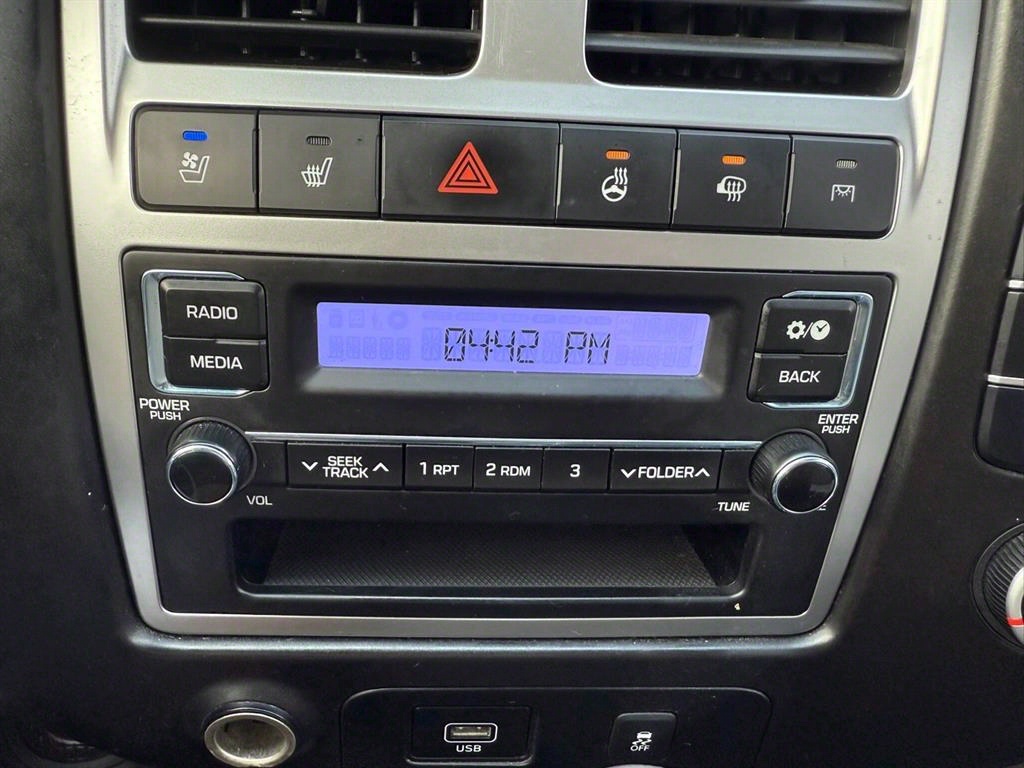 RADIO
MEDIA
04:42 PM
BACK
POWER
PUSH
ENTER
PUSH
SEEK
TRACK
1 RPT
2 RDM
3
FOLDER
VOL
TUNE
USB
OFF